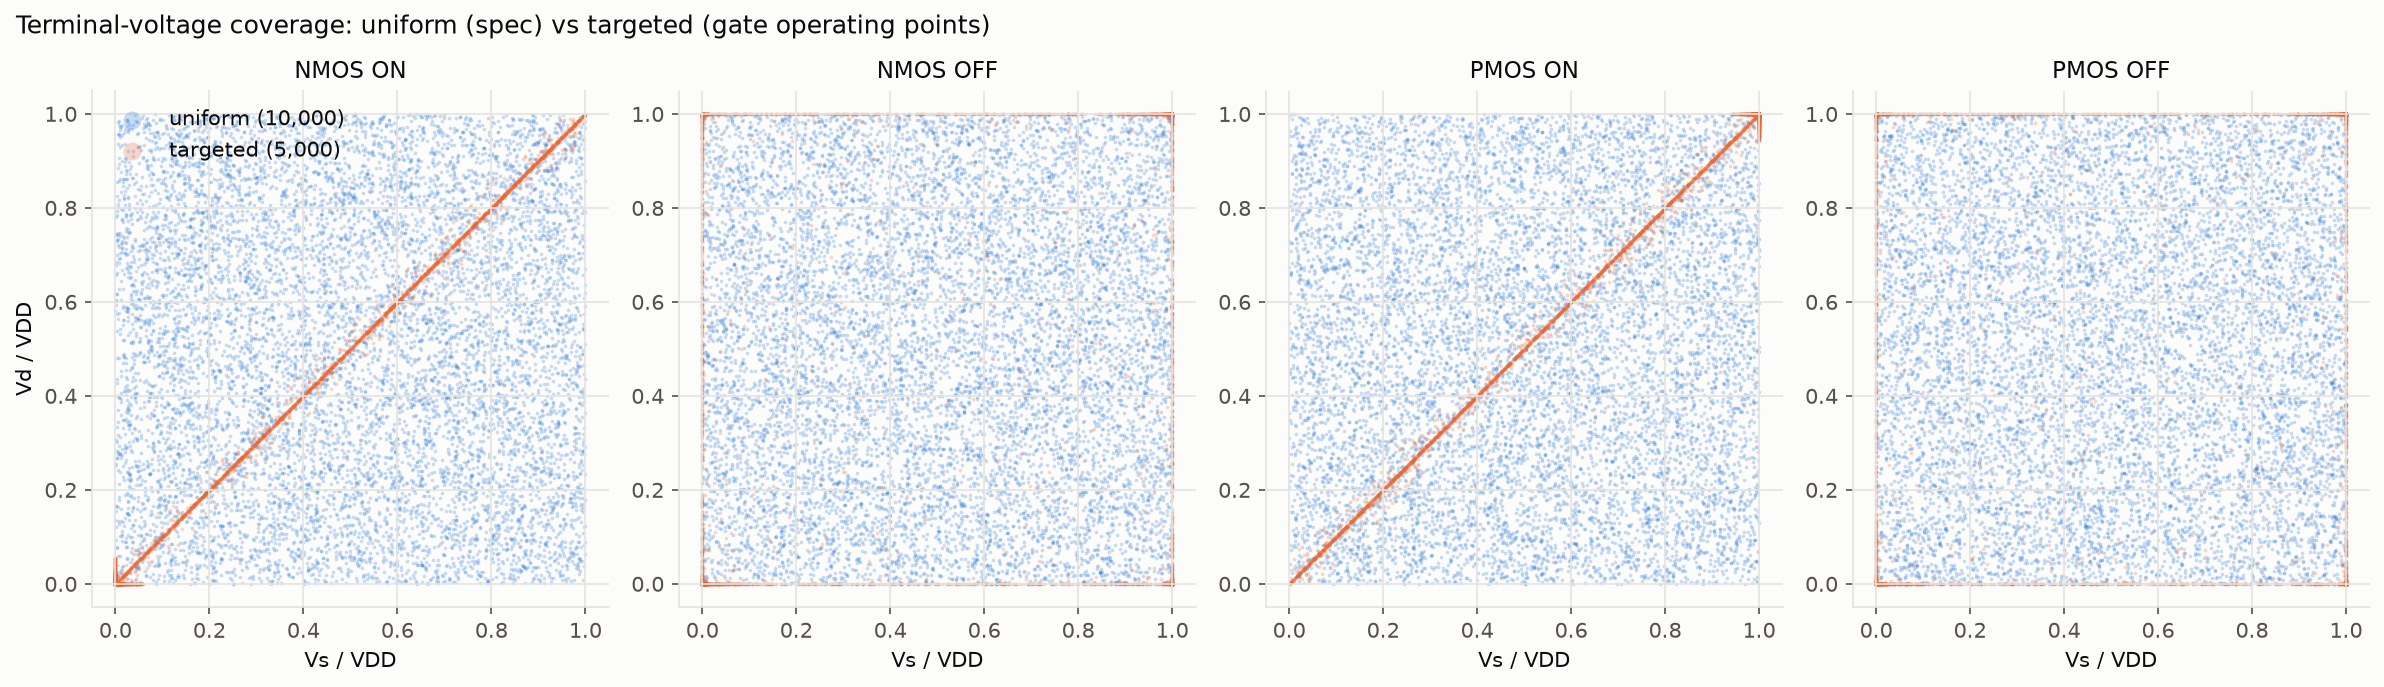 Terminal-voltage coverage: uniform (spec) vs targeted (gate operating points)
NMOS ON
uniform (10,000)
targeted (5,000)
Vd / VDD
1.0
0.8
0.6
0.4
0.2
0.0
0.0 0.2 0.4 0.6 0.8 1.0
Vs / VDD
NMOS OFF
1.0
0.8
0.6
0.4
0.2
0.0
0.0 0.2 0.4 0.6 0.8 1.0
Vs / VDD
PMOS ON
1.0
0.8
0.6
0.4
0.2
0.0
0.0 0.2 0.4 0.6 0.8 1.0
Vs / VDD
PMOS OFF
1.0
0.8
0.6
0.4
0.2
0.0
0.0 0.2 0.4 0.6 0.8 1.0
Vs / VDD